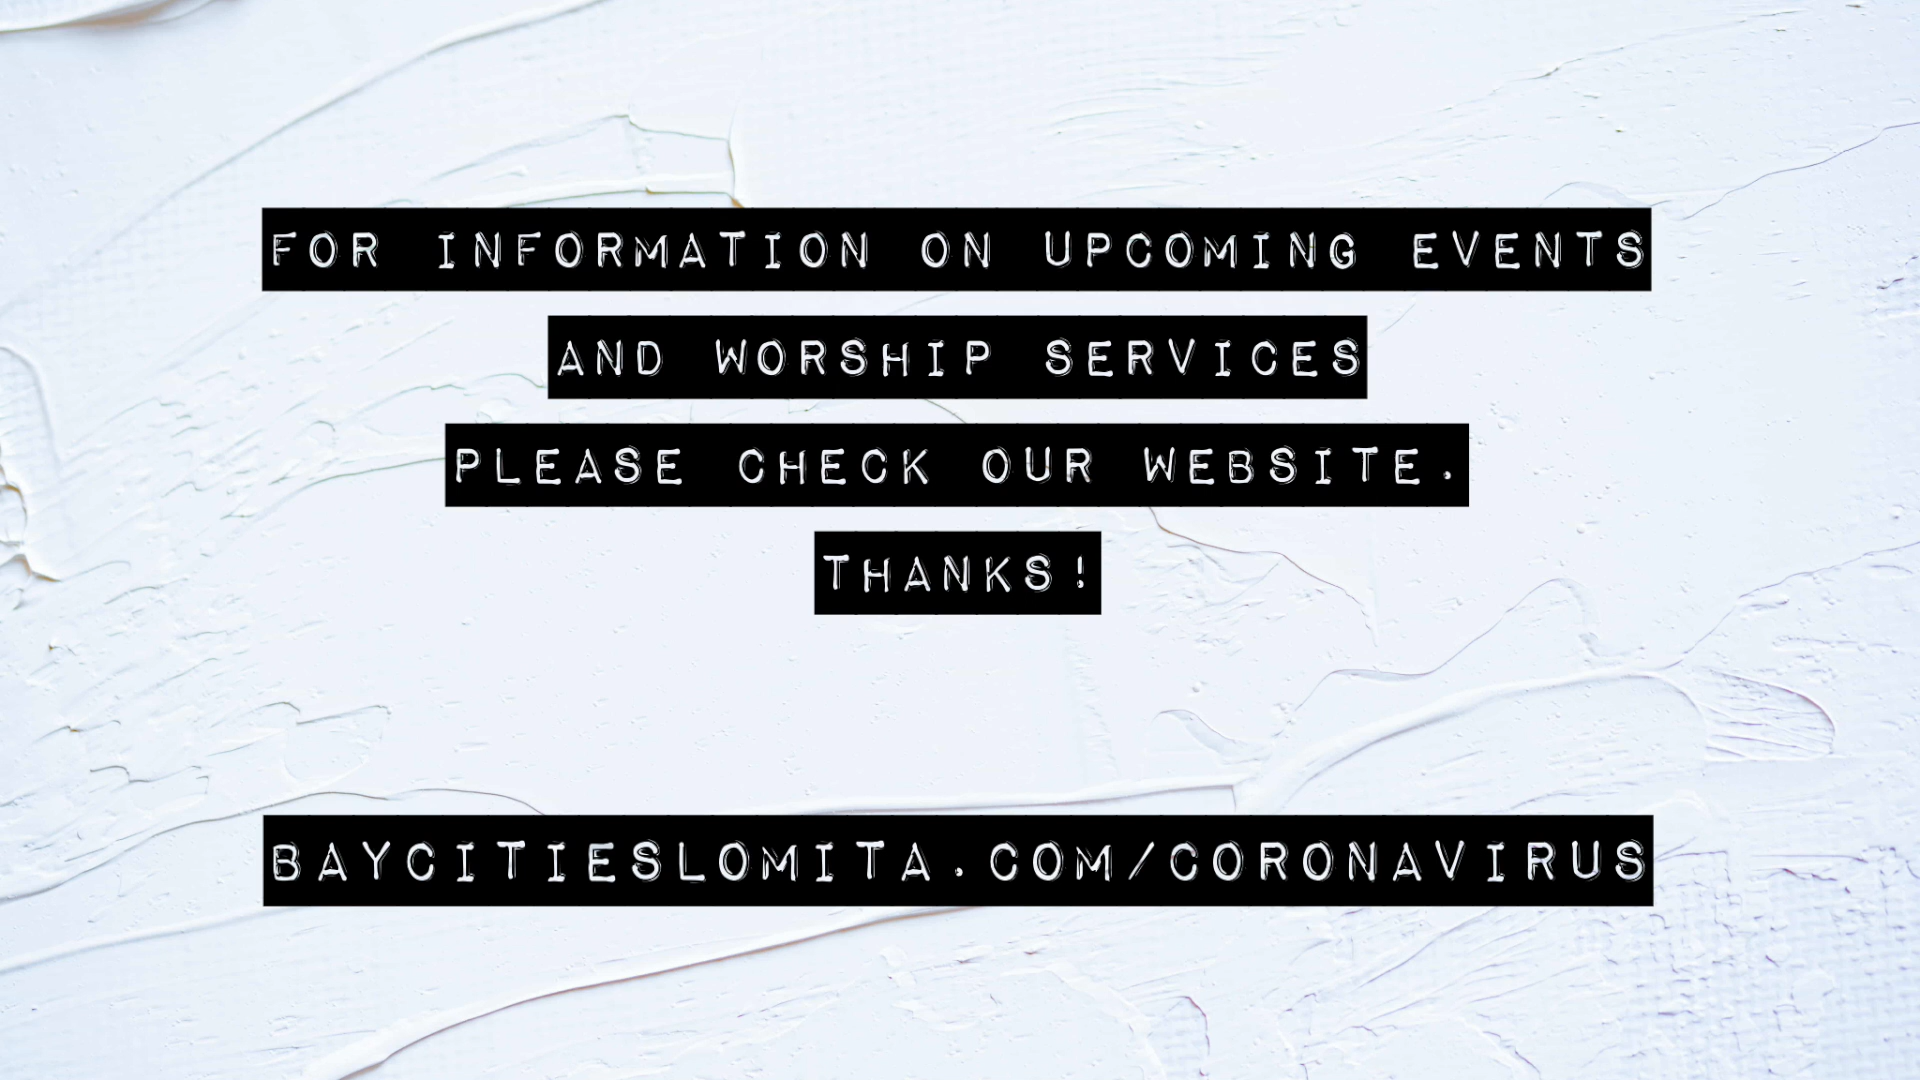 FOR INFORMATION ON UPCOMING EVENTS
AND WORSHIP SERVICES
PLEASE CHECK OUR WEBSITE.
THANKS!
BAYCITIESLOMITA.COM/CORONAVIRUS